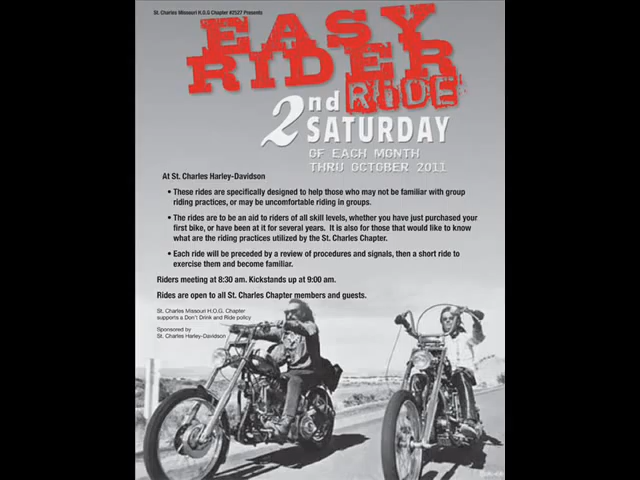 St. Charles Missouri H.O.G Chapter #2527 Presents
EASY
RIDER
RiDE
2nd
SATURDAY
OF EACH MONTH
THRU OCTOBER 2011
At St. Charles Harley-Davidson
• These rides are specifically designed to help those who may not be familiar with group
riding practices, or may be uncomfortable riding in groups.
• The rides are to be an aid to riders of all skill levels, whether you have just purchased your
first bike, or have been at it for several years. It is also for those that would like to know
what are the riding practices utilized by the St. Charles Chapter.
• Each ride will be preceded by a review of procedures and signals, then a short ride to
exercise them and become familiar.
Riders meeting at 8:30 am. Kickstands up at 9:00 am.
Rides are open to all St. Charles Chapter members and guests.
St. Charles Missouri H.O.G. Chapter
supports a Don't Drink and Ride policy
Sponsored by
St. Charles Harley-Davidson